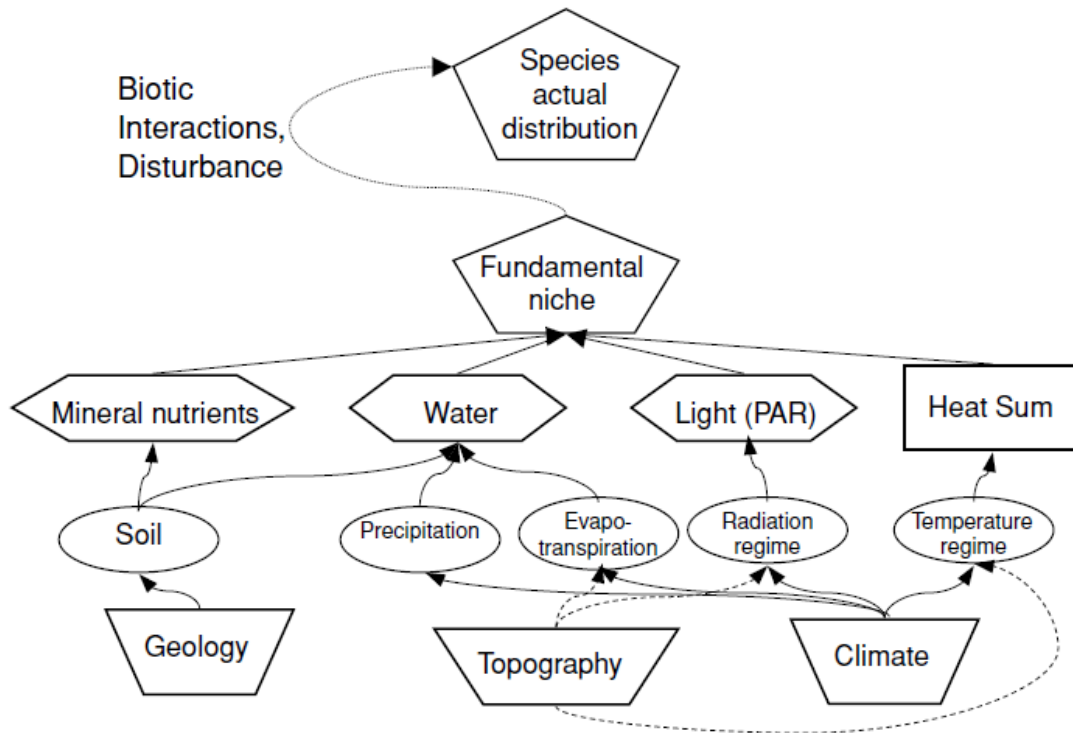 Species
actual
distribution
Biotic
Interactions,
Disturbance
Fundamental
niche
Mineral nutrients
Water
Light (PAR)
Heat Sum
Soil
Precipitation
Evapo-
transpiration
Radiation
regime
Temperature
regime
Geology
Topography
Climate